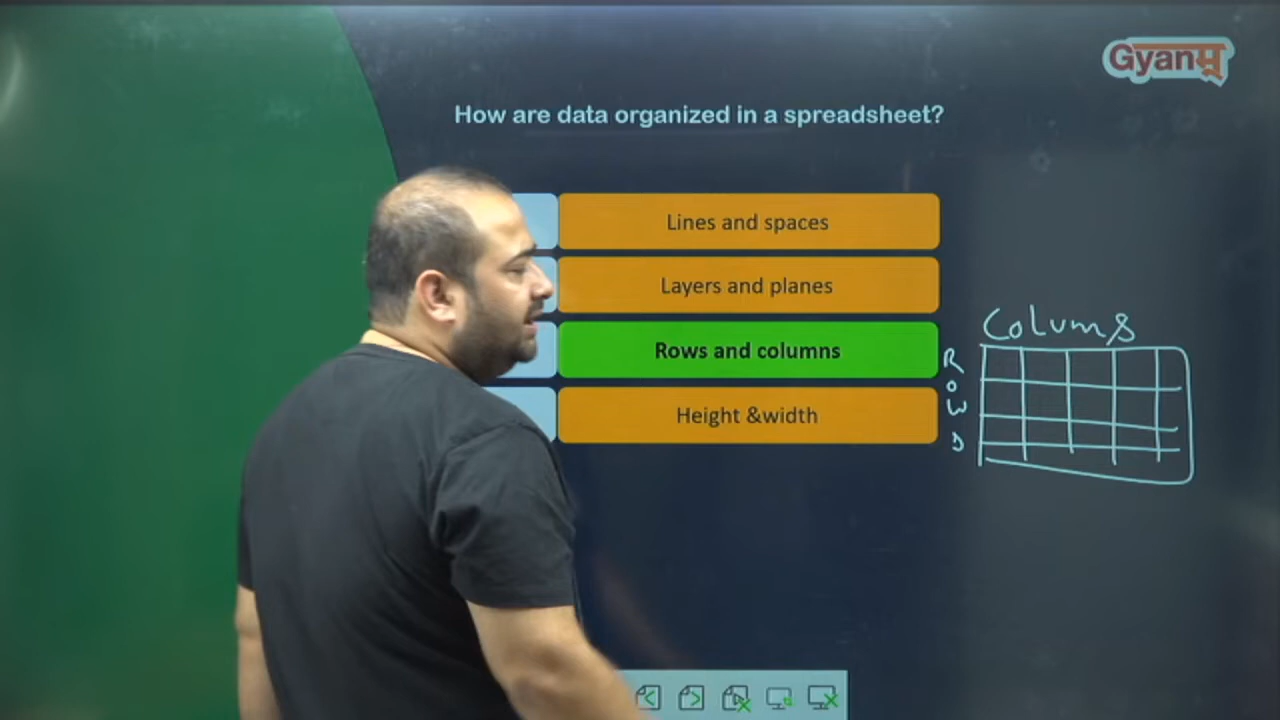 Gyanम्
How are data organized in a spreadsheet?
Lines and spaces
Layers and planes
Rows and columns
Height &width
Colums
ROWS